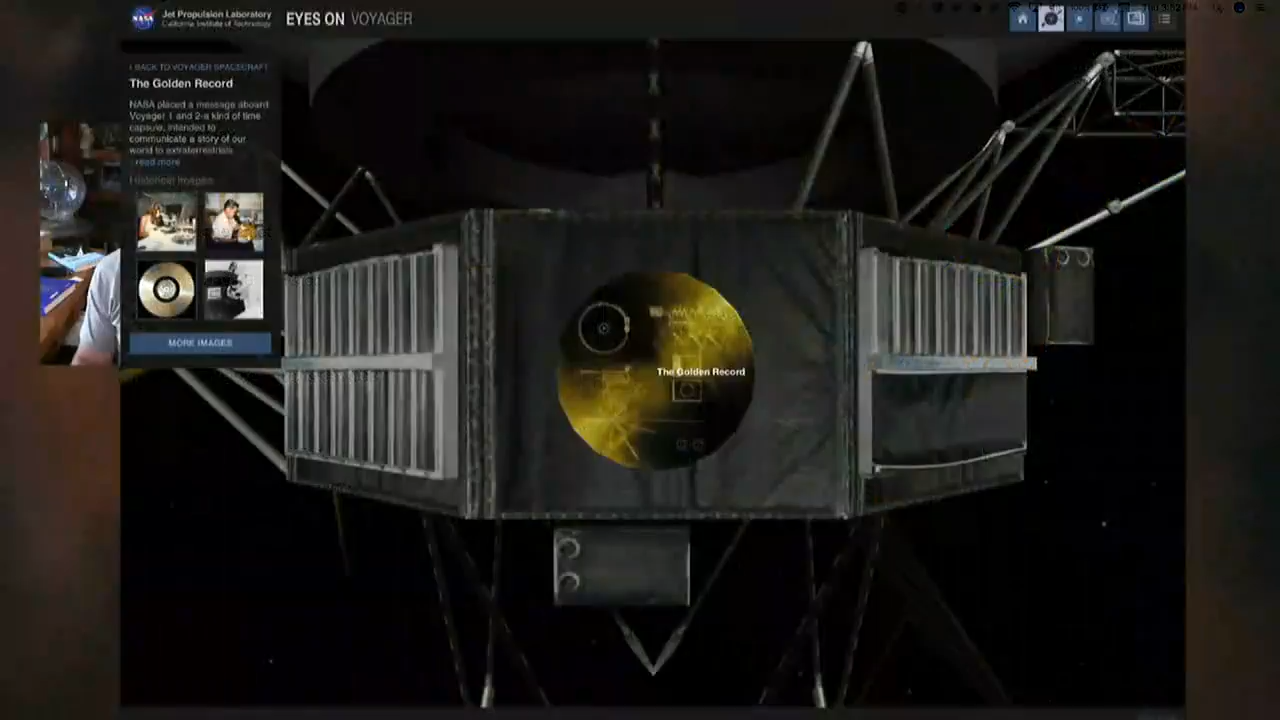 NASA
Jet Propulsion Laboratory
California Institute of Technology
EYES ON VOYAGER
BACK TO VOYAGER SPACECRAFT
The Golden Record
NASA placed a message aboard
Voyager 1 and 2-a kind of time
capsule, intended to
communicate a story of our
world to extraterrestrials
read more
Historical Images
MORE IMAGES
The Golden Record